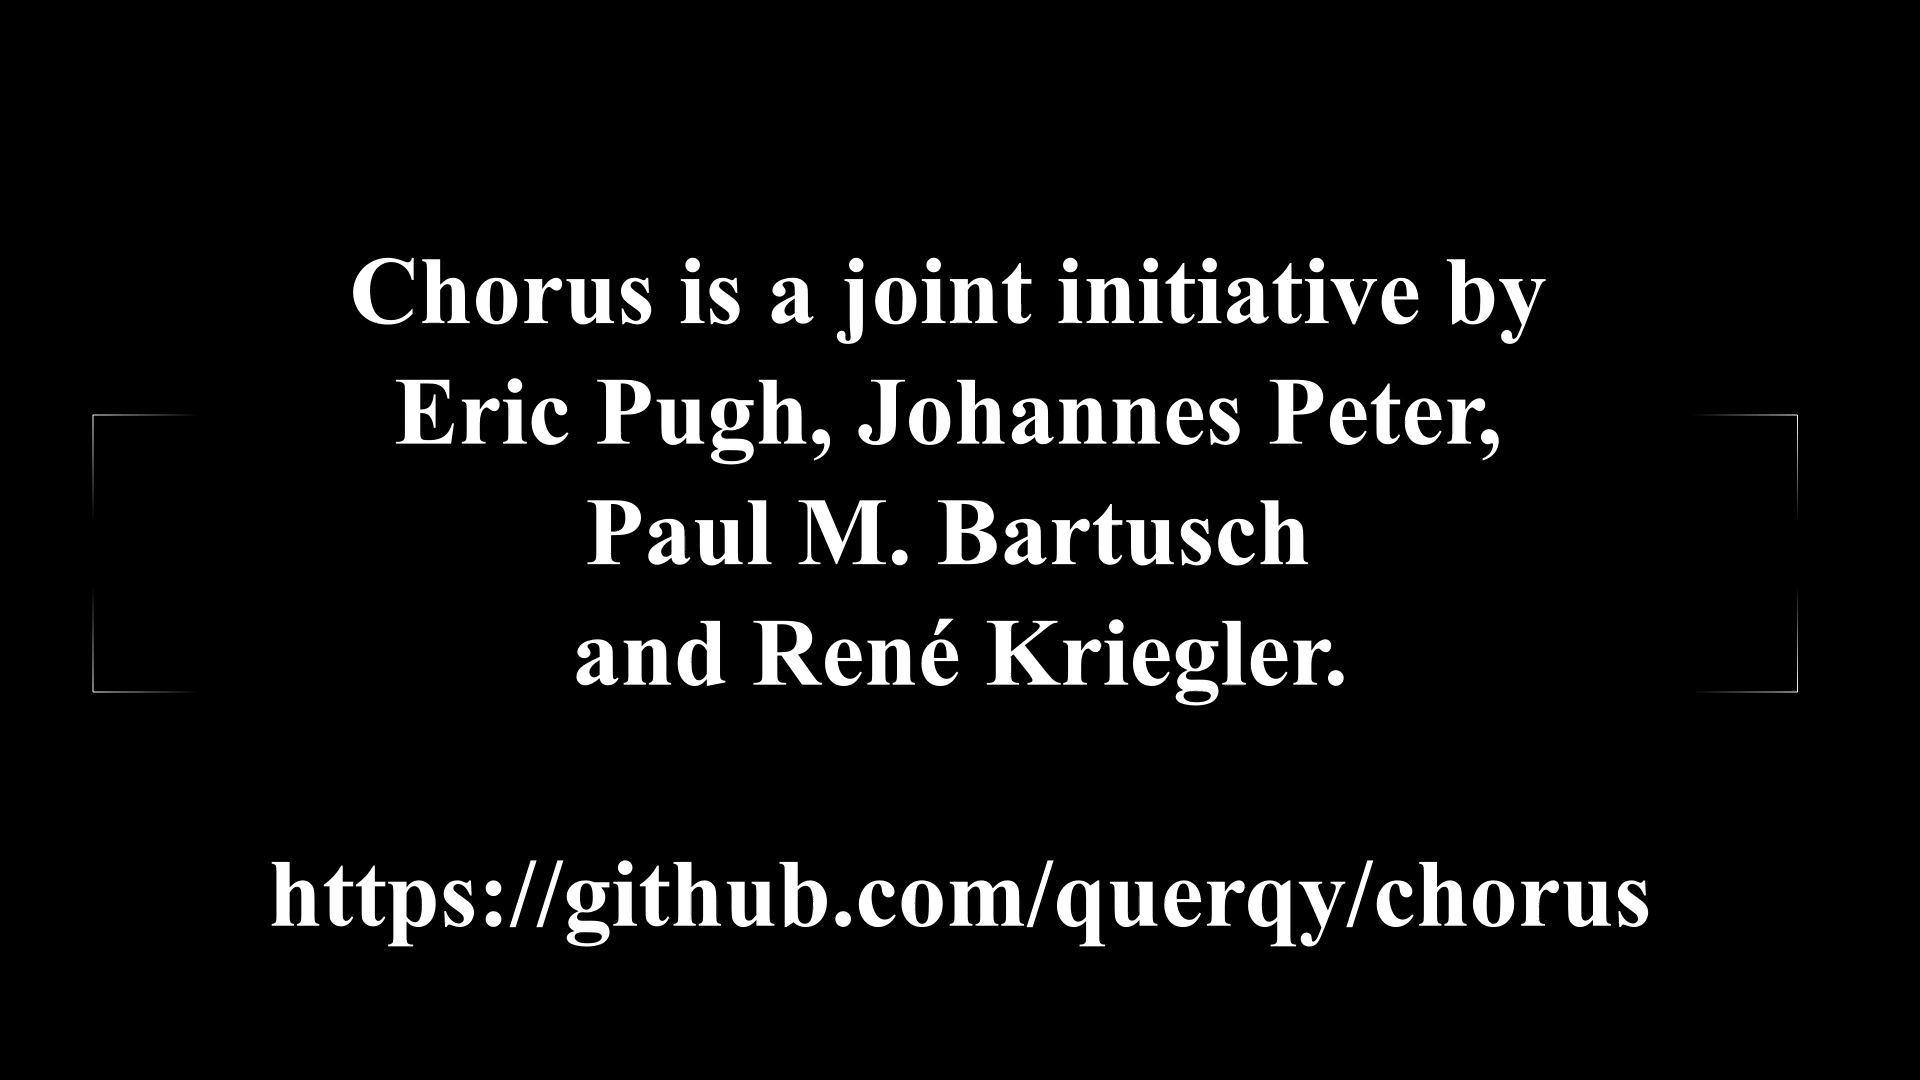 Chorus is a joint initiative by
Eric Pugh, Johannes Peter,
Paul M. Bartusch
and René Kriegler.
https://github.com/querqy/chorus